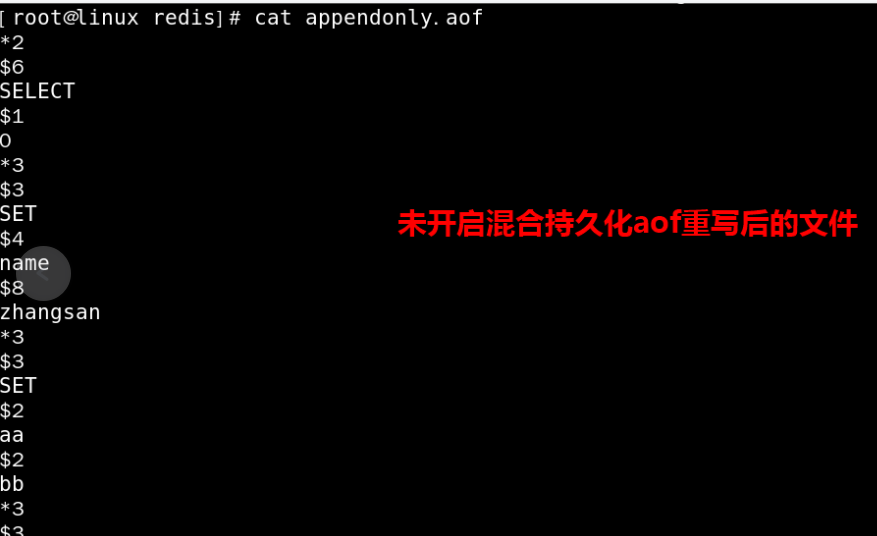 [root@linux redis]# cat appendonly.aof
*2
$6
SELECT
$1
0
*3
$3
SET
未开启混合持久化aof重写后的文件
$4
name
$8
zhangsan
*3
$3
SET
$2
aa
$2
bb
*3
$3